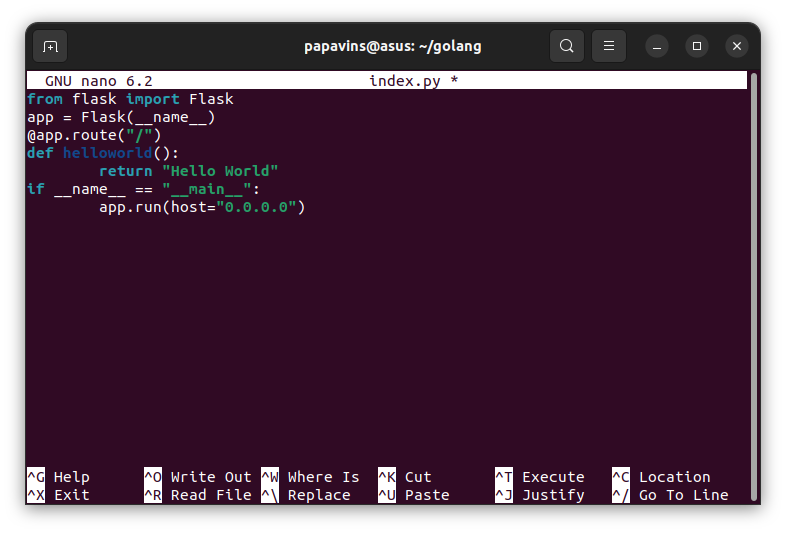 papavins@asus: ~/golang
GNU nano 6.2 index.py *
from flask import Flask
app = Flask(__name__)
@app.route("/")
def helloworld():
        return "Hello World"
if __name__ == "__main__":
        app.run(host="0.0.0.0")
^G Help ^O Write Out ^W Where Is ^K Cut ^T Execute ^C Location
^X Exit ^R Read File ^\ Replace ^U Paste ^J Justify ^/ Go To Line